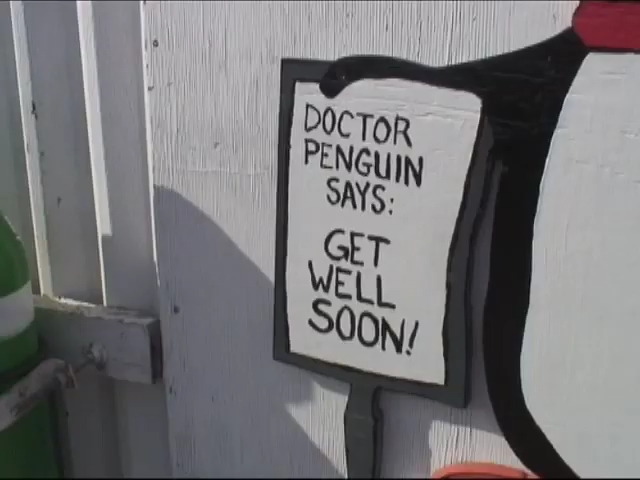 DOCTOR
PENGUIN
SAYS:
GET
WELL
SOON!